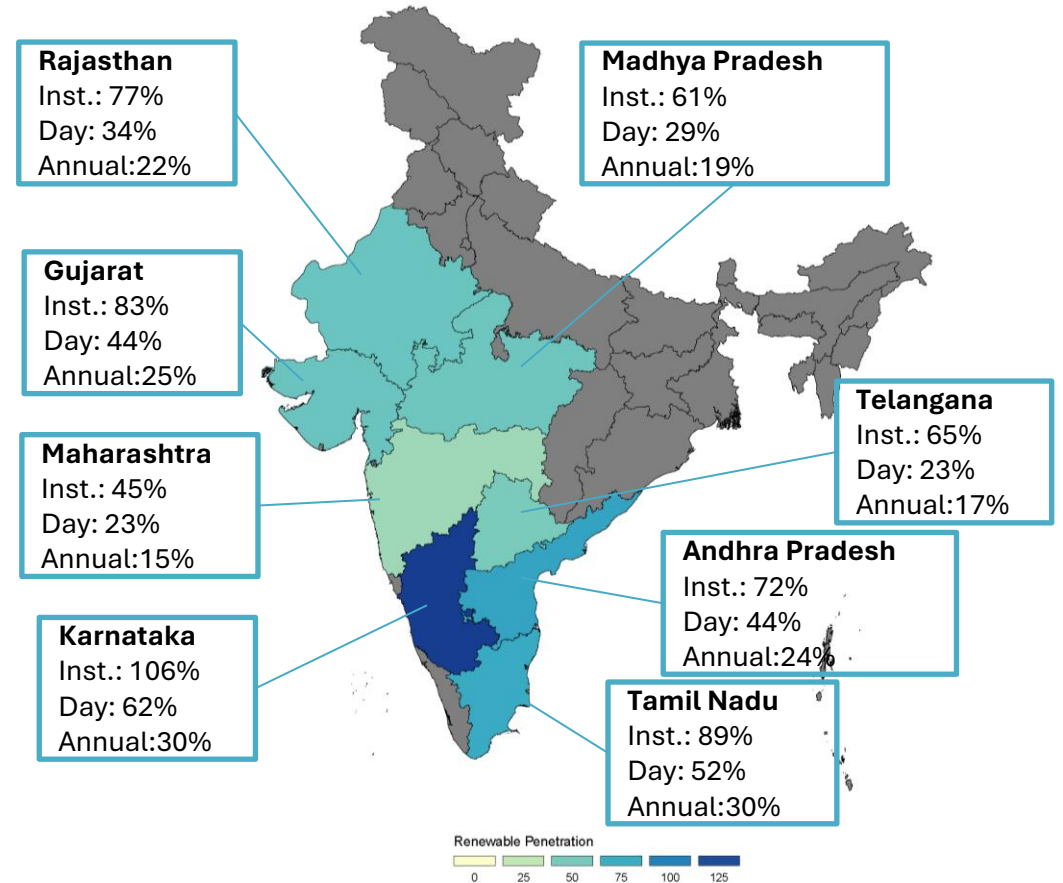 Rajasthan
Inst.: 77%
Day: 34%
Annual:22%
Madhya Pradesh
Inst.: 61%
Day: 29%
Annual:19%
Gujarat
Inst.: 83%
Day: 44%
Annual:25%
Telangana
Inst.: 65%
Day: 23%
Annual:17%
Maharashtra
Inst.: 45%
Day: 23%
Annual:15%
Andhra Pradesh
Inst.: 72%
Day: 44%
Annual:24%
Karnataka
Inst.: 106%
Day: 62%
Annual:30%
Tamil Nadu
Inst.: 89%
Day: 52%
Annual:30%
Renewable Penetration
0 25 50 75 100 125